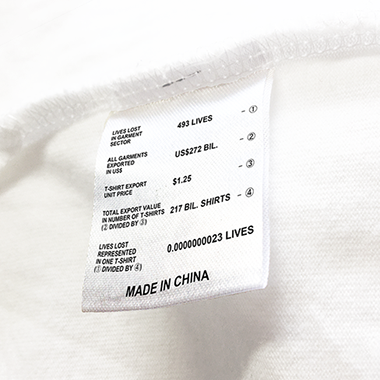 LIVES LOST
IN GARMENT
SECTOR
493 LIVES - ①
ALL GARMENTS
EXPORTED
IN US$
US$272 BIL. - ②
T-SHIRT EXPORT
UNIT PRICE
$1.25 - ③
TOTAL EXPORT VALUE
IN NUMBER OF T-SHIRTS
(② DIVIDED BY ③)
217 BIL. SHIRTS - ④
LIVES LOST
REPRESENTED
IN ONE T-SHIRT
(① DIVIDED BY ④)
0.0000000023 LIVES
MADE IN CHINA